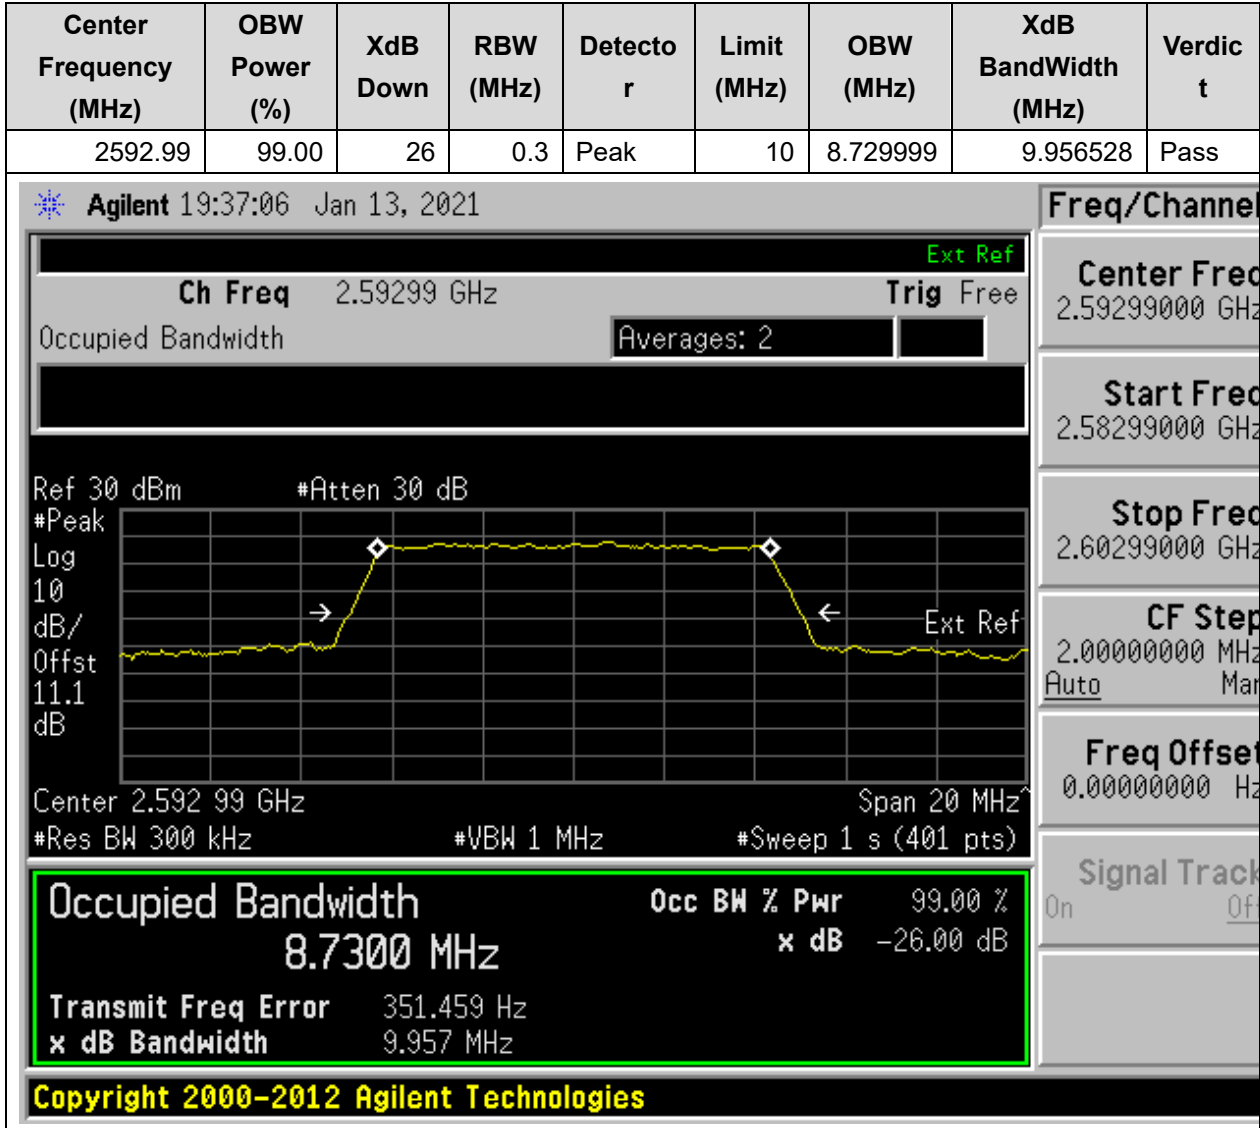 Center Frequency (MHz) OBW Power (%) XdB Down RBW (MHz) Detector Limit (MHz) OBW (MHz) XdB BandWidth (MHz) Verdict
2592.99 99.00 26 0.3 Peak 10 8.729999 9.956528 Pass
Agilent 19:37:06 Jan 13, 2021
Freq/Channel
Ext Ref
Ch Freq 2.59299 GHz Trig Free
Occupied Bandwidth Averages: 2
Center Freq
2.59299000 GHz
Start Freq
2.58299000 GHz
Stop Freq
2.60299000 GHz
CF Step
2.00000000 MHz
Auto Man
Freq Offset
0.00000000 Hz
Signal Track
On Off
Ref 30 dBm #Atten 30 dB
#Peak
Log
10
dB/
Offst
11.1
dB
Ext Ref
Center 2.592 99 GHz Span 20 MHz^
#Res BW 300 kHz #VBW 1 MHz #Sweep 1 s (401 pts)
Occupied Bandwidth
8.7300 MHz
Occ BW % Pwr 99.00 %
x dB -26.00 dB
Transmit Freq Error 351.459 Hz
x dB Bandwidth 9.957 MHz
Copyright 2000-2012 Agilent Technologies